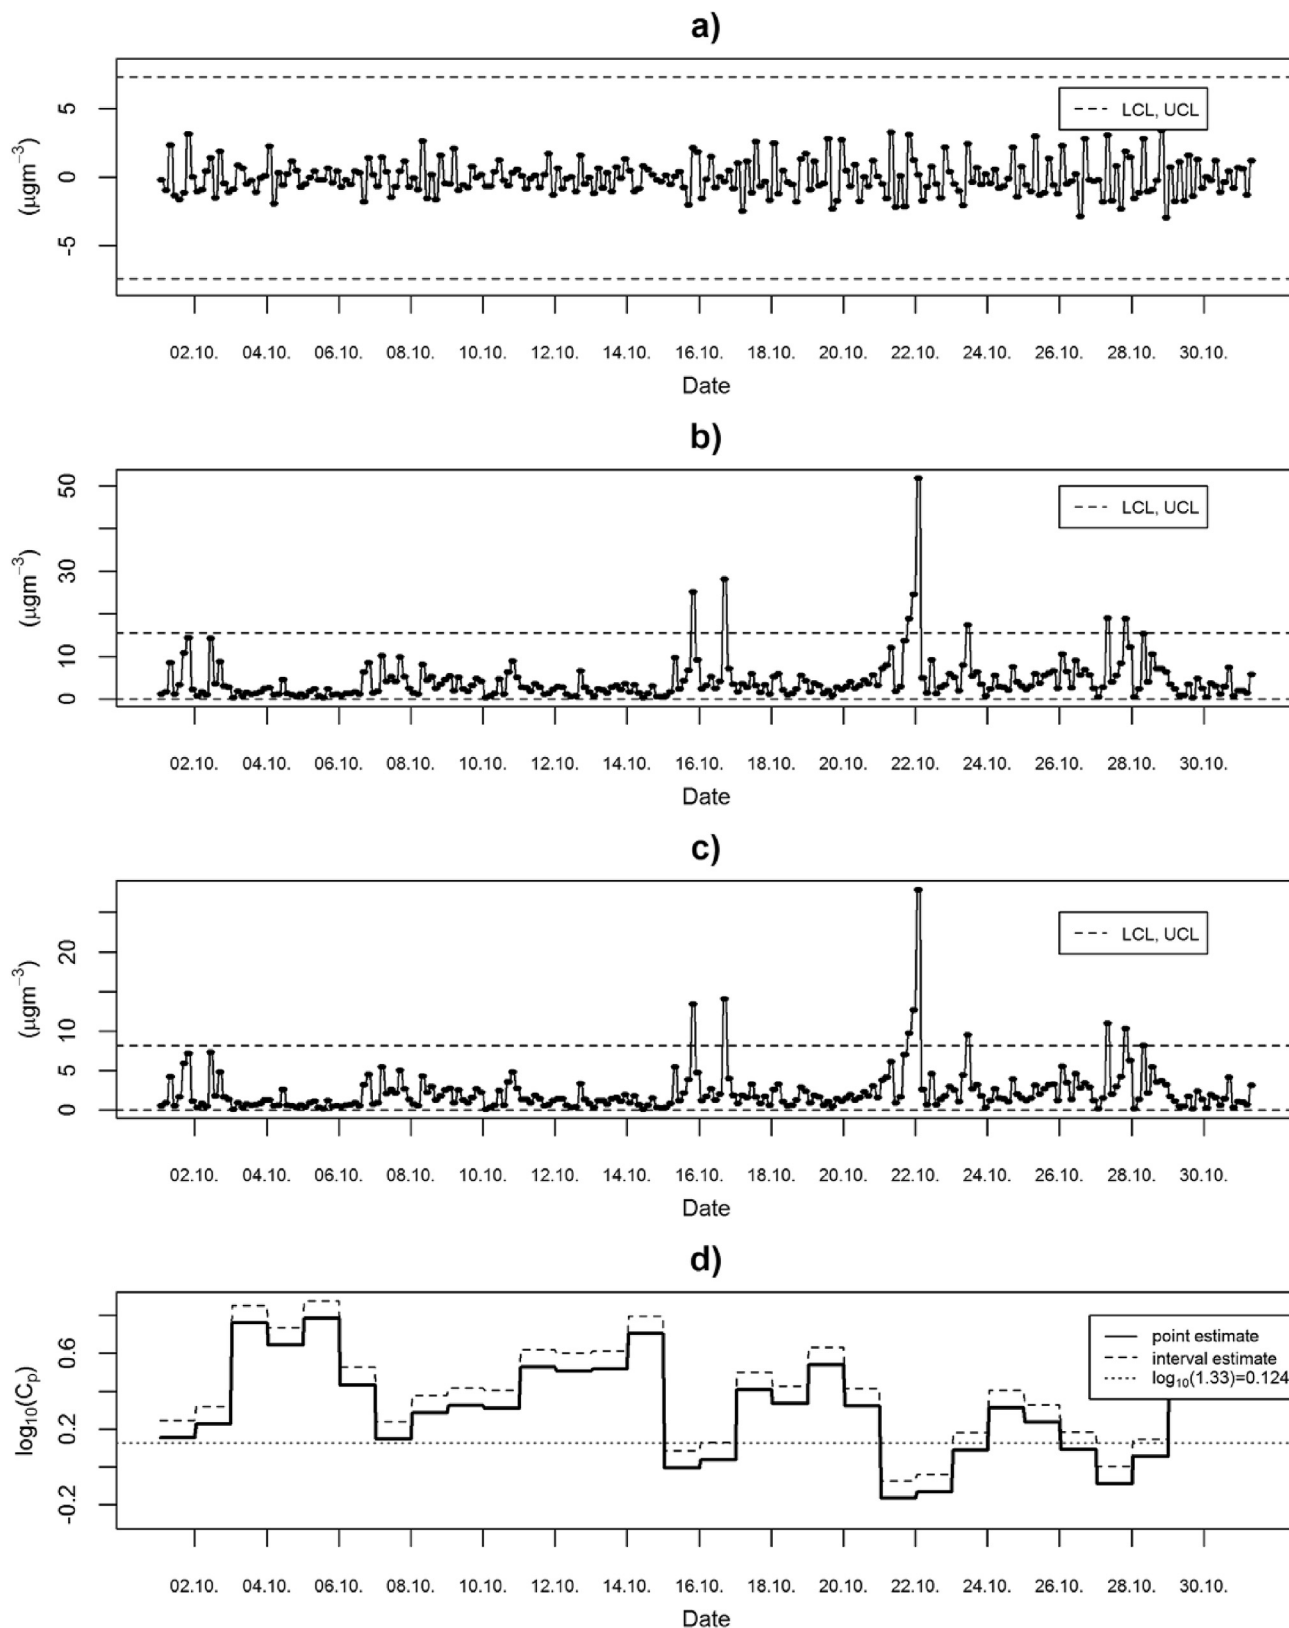 a)
(μgm⁻³)
5
0
-5
LCL, UCL
02.10. 04.10. 06.10. 08.10. 10.10. 12.10. 14.10. 16.10. 18.10. 20.10. 22.10. 24.10. 26.10. 28.10. 30.10.
Date
b)
(μgm⁻³)
50
30
10
0
LCL, UCL
02.10. 04.10. 06.10. 08.10. 10.10. 12.10. 14.10. 16.10. 18.10. 20.10. 22.10. 24.10. 26.10. 28.10. 30.10.
Date
c)
(μgm⁻³)
20
10
5
0
LCL, UCL
02.10. 04.10. 06.10. 08.10. 10.10. 12.10. 14.10. 16.10. 18.10. 20.10. 22.10. 24.10. 26.10. 28.10. 30.10.
Date
d)
log₁₀(Cₚ)
0.6
0.2
-0.2
point estimate
interval estimate
log₁₀(1.33)=0.124
02.10. 04.10. 06.10. 08.10. 10.10. 12.10. 14.10. 16.10. 18.10. 20.10. 22.10. 24.10. 26.10. 28.10. 30.10.
Date